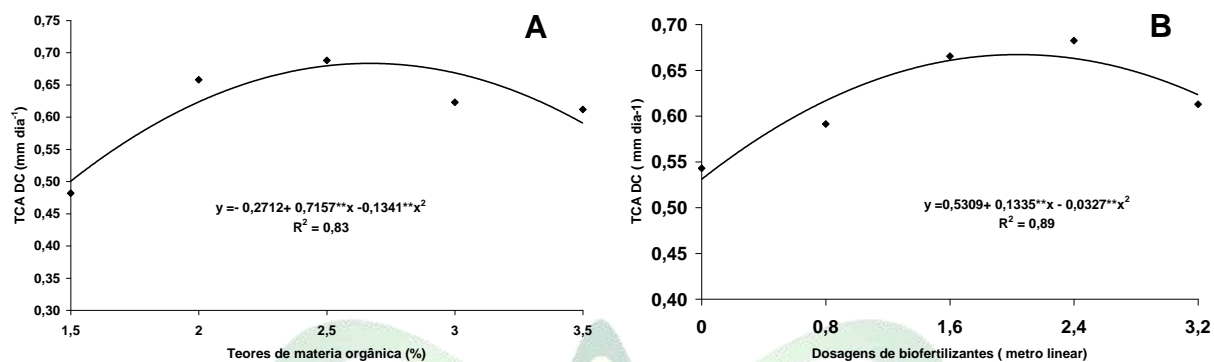 A
0,75
0,70
0,65
0,60
0,55
0,50
0,45
0,40
0,35
0,30
TCA DC (mm dia⁻¹)
y =- 0,2712+ 0,7157**x -0,1341**x²
R² = 0,83
1,5 2 2,5 3 3,5
Teores de materia orgânica (%)
B
0,70
0,65
0,60
0,55
0,50
0,45
0,40
TCA DC ( mm dia-1)
y =0,5309+ 0,1335**x - 0,0327**x²
R² = 0,89
0 0,8 1,6 2,4 3,2
Dosagens de biofertilizantes ( metro linear)